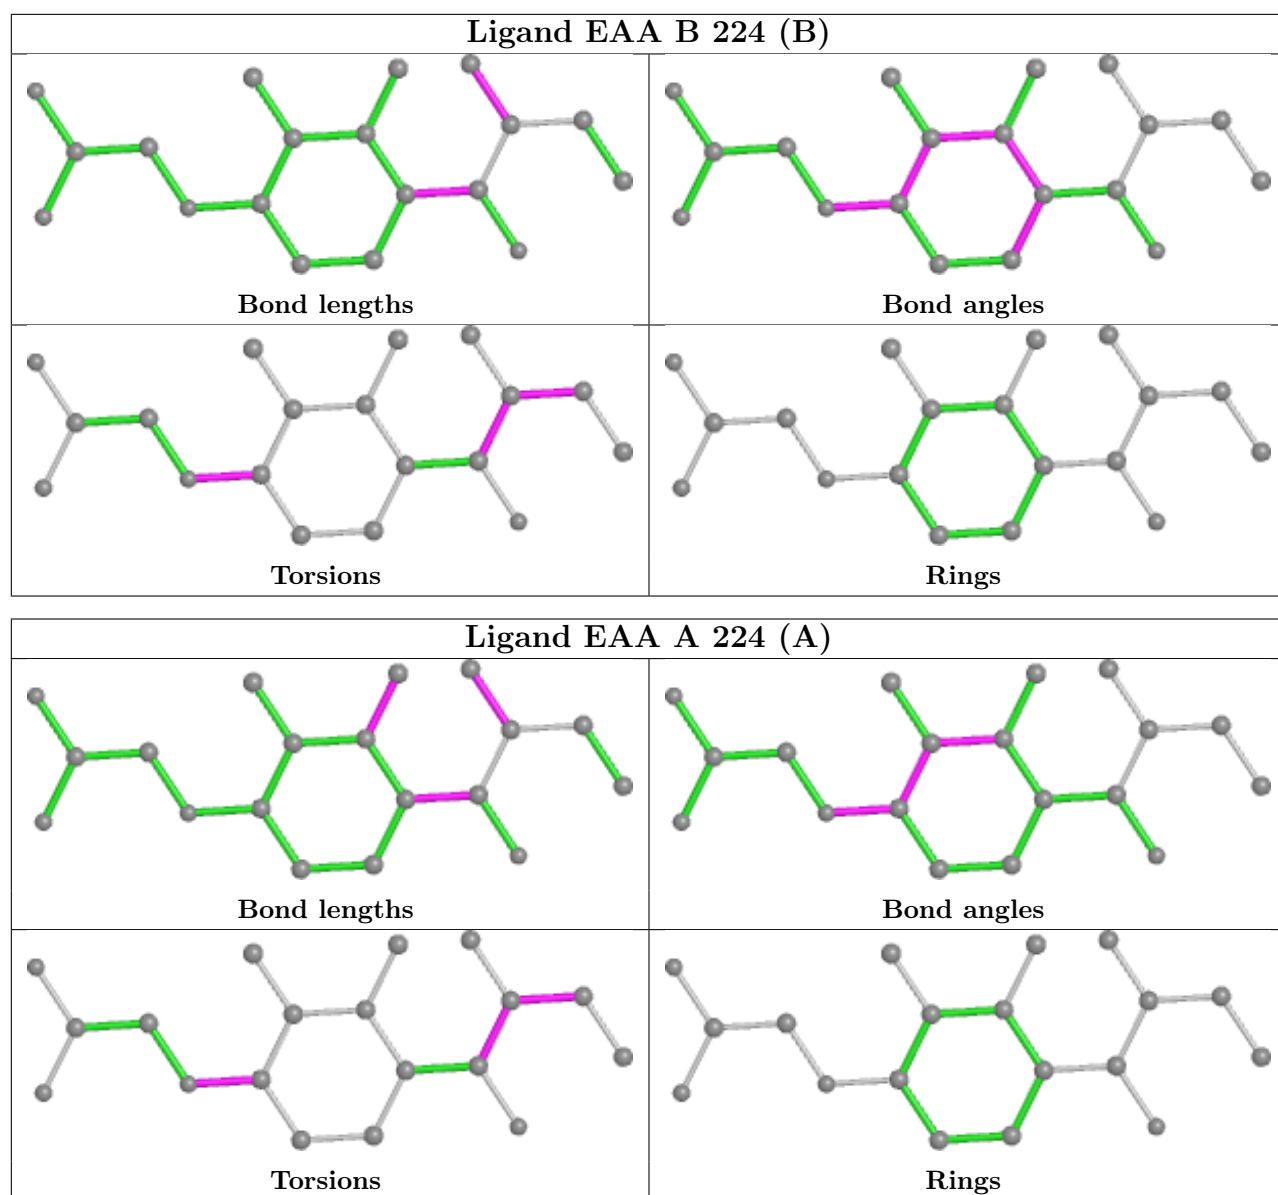 Ligand EAA B 224 (B)
Bond lengths
Bond angles
Torsions
Rings
Ligand EAA A 224 (A)
Bond lengths
Bond angles
Torsions
Rings